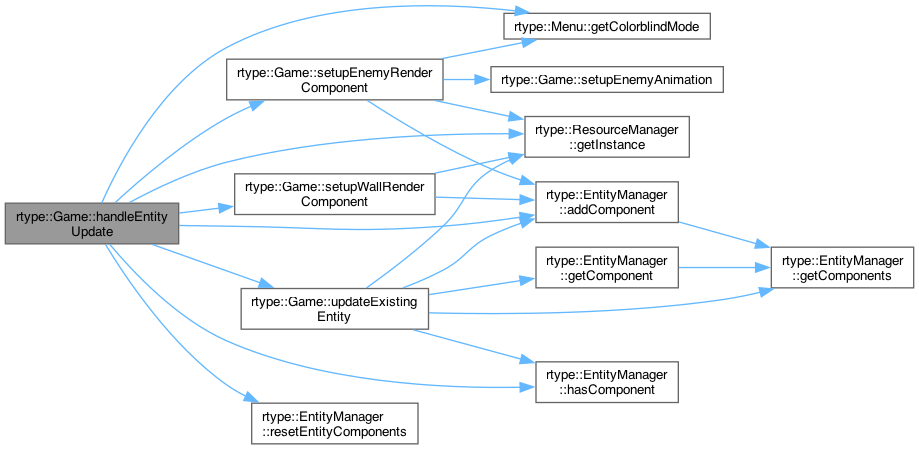 rtype::Menu::getColorblindMode
rtype::Game::setupEnemyRender
Component
rtype::Game::setupEnemyAnimation
rtype::ResourceManager
::getInstance
rtype::Game::setupWallRender
Component
rtype::EntityManager
::addComponent
rtype::Game::handleEntity
Update
rtype::EntityManager
::getComponent
rtype::EntityManager
::getComponents
rtype::Game::updateExisting
Entity
rtype::EntityManager
::hasComponent
rtype::EntityManager
::resetEntityComponents